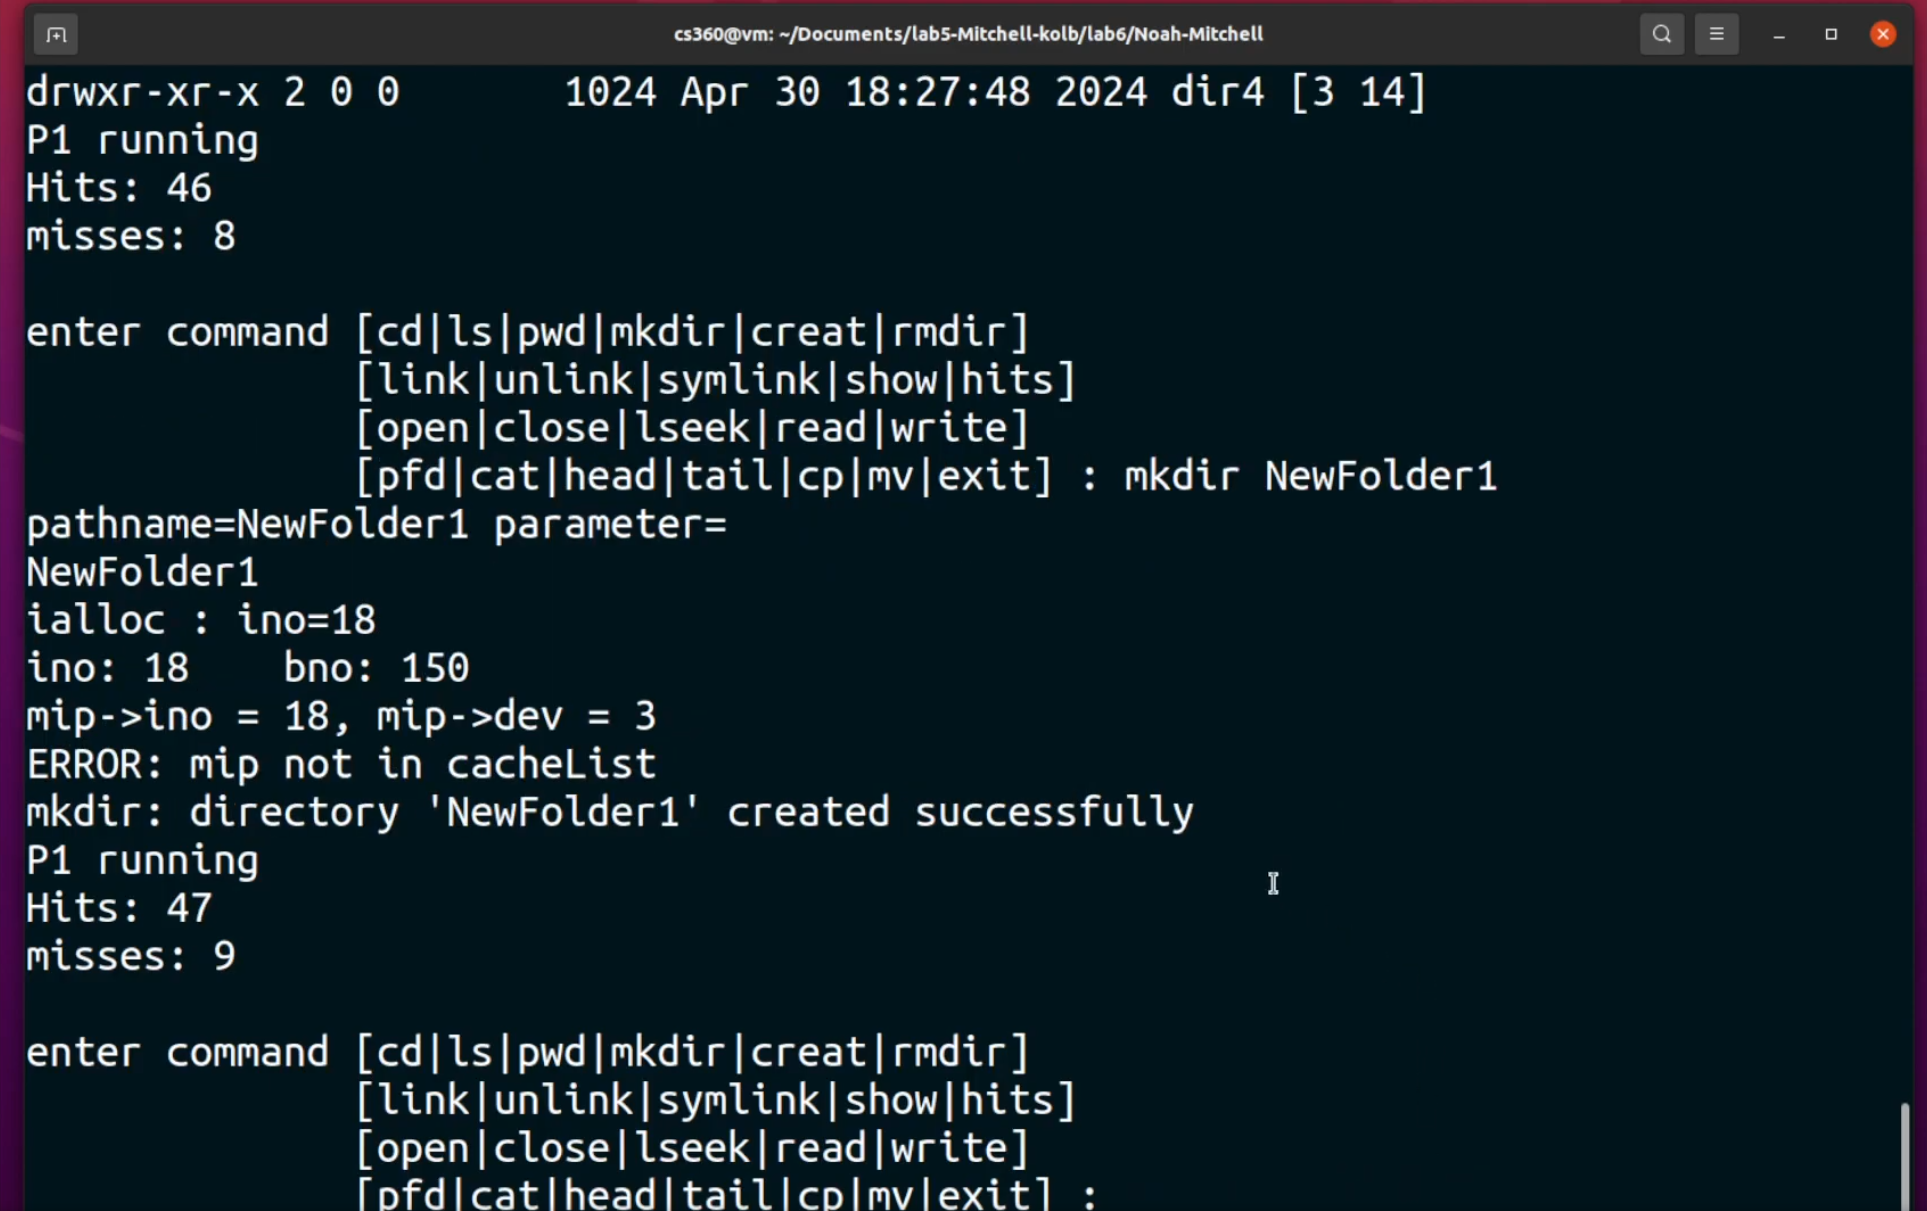 cs360@vm: ~/Documents/lab5-Mitchell-kolb/lab6/Noah-Mitchell
drwxr-xr-x 2 0 0       1024 Apr 30 18:27:48 2024 dir4 [3 14]
P1 running
Hits: 46
misses: 8
enter command [cd|ls|pwd|mkdir|creat|rmdir]
              [link|unlink|symlink|show|hits]
              [open|close|lseek|read|write]
              [pfd|cat|head|tail|cp|mv|exit] : mkdir NewFolder1
pathname=NewFolder1 parameter=
NewFolder1
ialloc : ino=18
ino: 18    bno: 150
mip->ino = 18, mip->dev = 3
ERROR: mip not in cacheList
mkdir: directory 'NewFolder1' created successfully
P1 running
Hits: 47
misses: 9
enter command [cd|ls|pwd|mkdir|creat|rmdir]
              [link|unlink|symlink|show|hits]
              [open|close|lseek|read|write]
              [pfd|cat|head|tail|cp|mv|exit] :